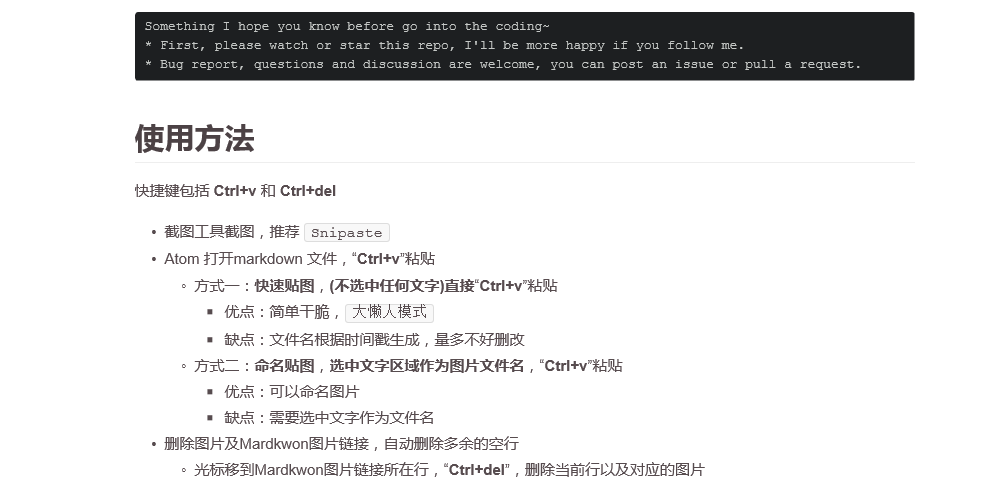 Something I hope you know before go into the coding~
* First, please watch or star this repo, I'll be more happy if you follow me.
* Bug report, questions and discussion are welcome, you can post an issue or pull a request.
使用方法
快捷键包括 Ctrl+v 和 Ctrl+del
• 截图工具截图，推荐 Snipaste
• Atom 打开markdown 文件，“Ctrl+v”粘贴
◦ 方式一：快速贴图，(不选中任何文字)直接“Ctrl+v”粘贴
▪ 优点：简单干脆，大懒人模式
▪ 缺点：文件名根据时间戳生成，量多不好删改
◦ 方式二：命名贴图，选中文字区域作为图片文件名，“Ctrl+v”粘贴
▪ 优点：可以命名图片
▪ 缺点：需要选中文字作为文件名
• 删除图片及Mardkwon图片链接，自动删除多余的空行
◦ 光标移到Mardkwon图片链接所在行，“Ctrl+del”，删除当前行以及对应的图片